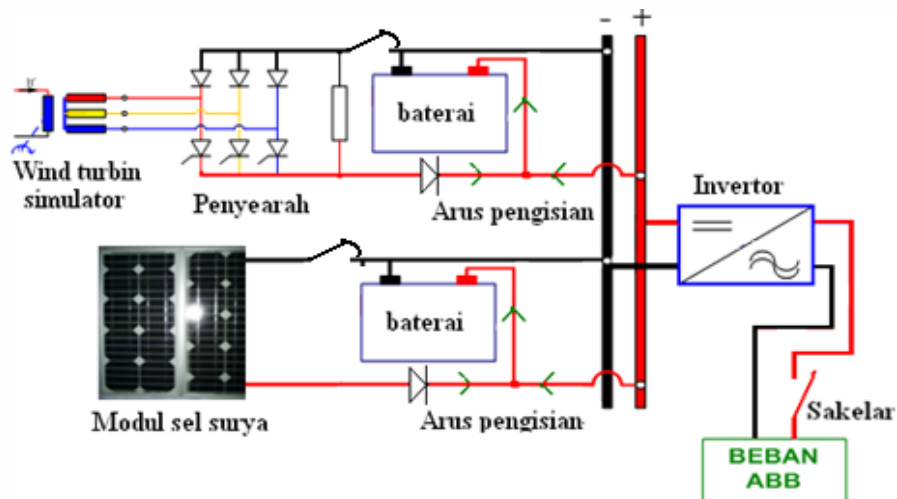 - +
baterai
Wind turbin
simulator
Penyearah
Arus pengisian
Invertor
baterai
Modul sel surya
Arus pengisian
Sakelar
BEBAN
ABB